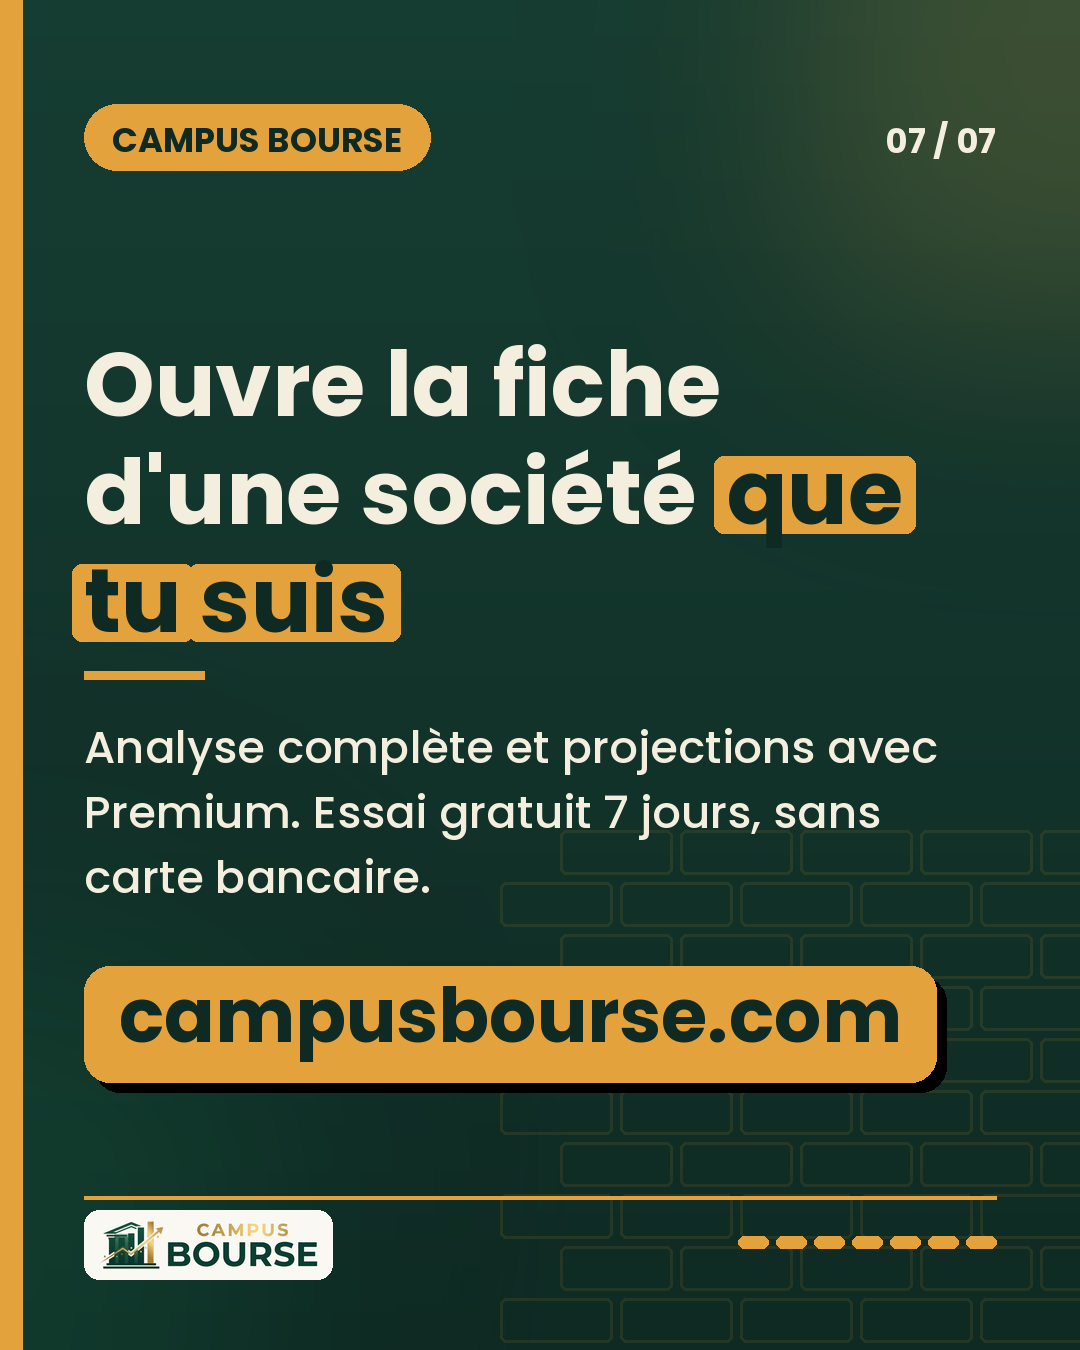 CAMPUS BOURSE
07 / 07
Ouvre la fiche
d'une société que
tu suis
Analyse complète et projections avec
Premium. Essai gratuit 7 jours, sans
carte bancaire.
campusbourse.com
CAMPUS
BOURSE